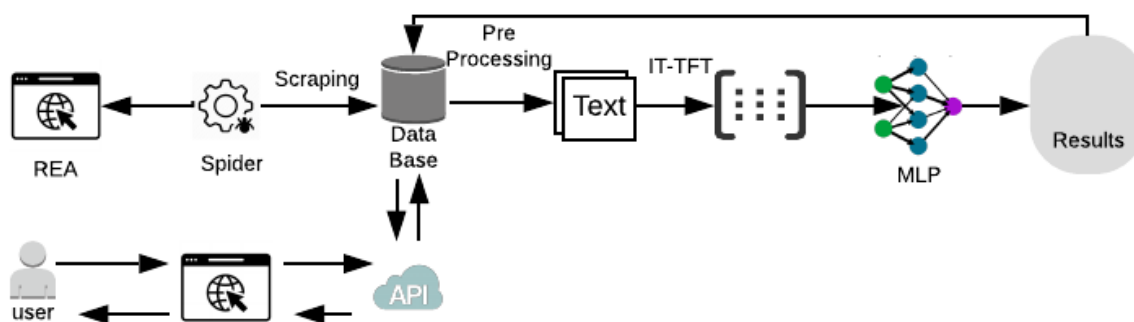 Pre
Processing
Scraping
IT-TFT
Text
Data
Base
REA
Spider
MLP
Results
user
API